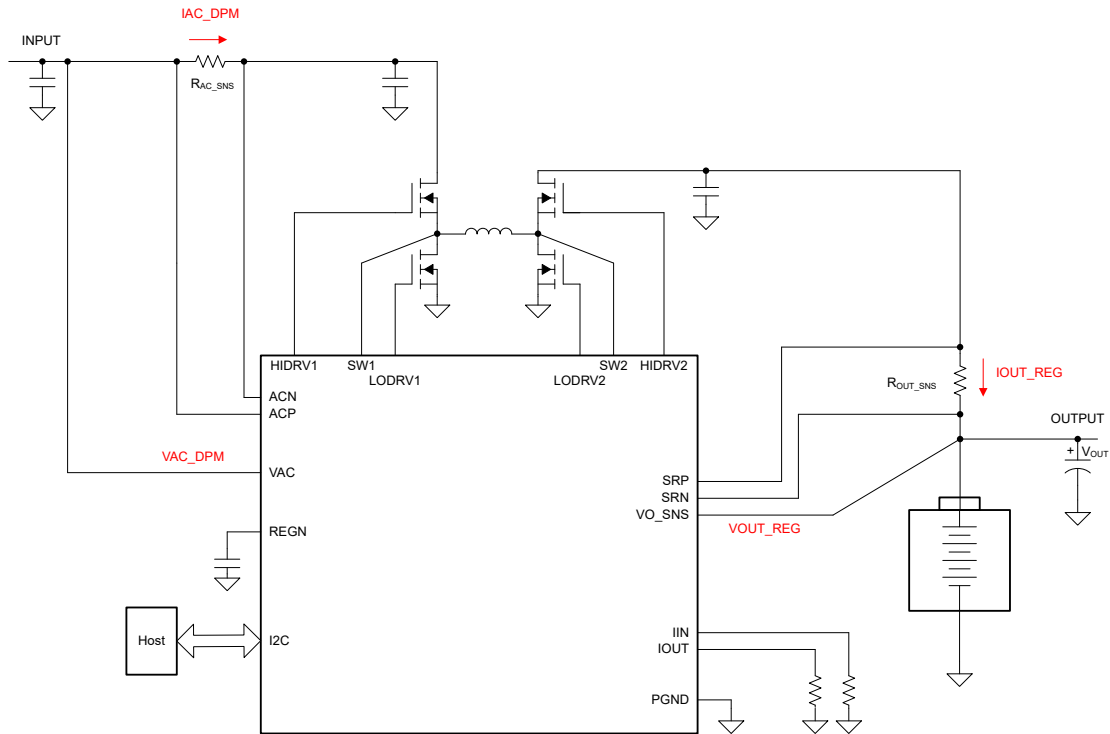 IAC_DPM
INPUT
RAC_SNS
HIDRV1
SW1
LODRV1
LODRV2
SW2
HIDRV2
ACN
ACP
VAC_DPM
VAC
REGN
Host
I2C
ROUT_SNS
IOUT_REG
OUTPUT
+ VOUT
SRP
SRN
VO_SNS
VOUT_REG
IIN
IOUT
PGND